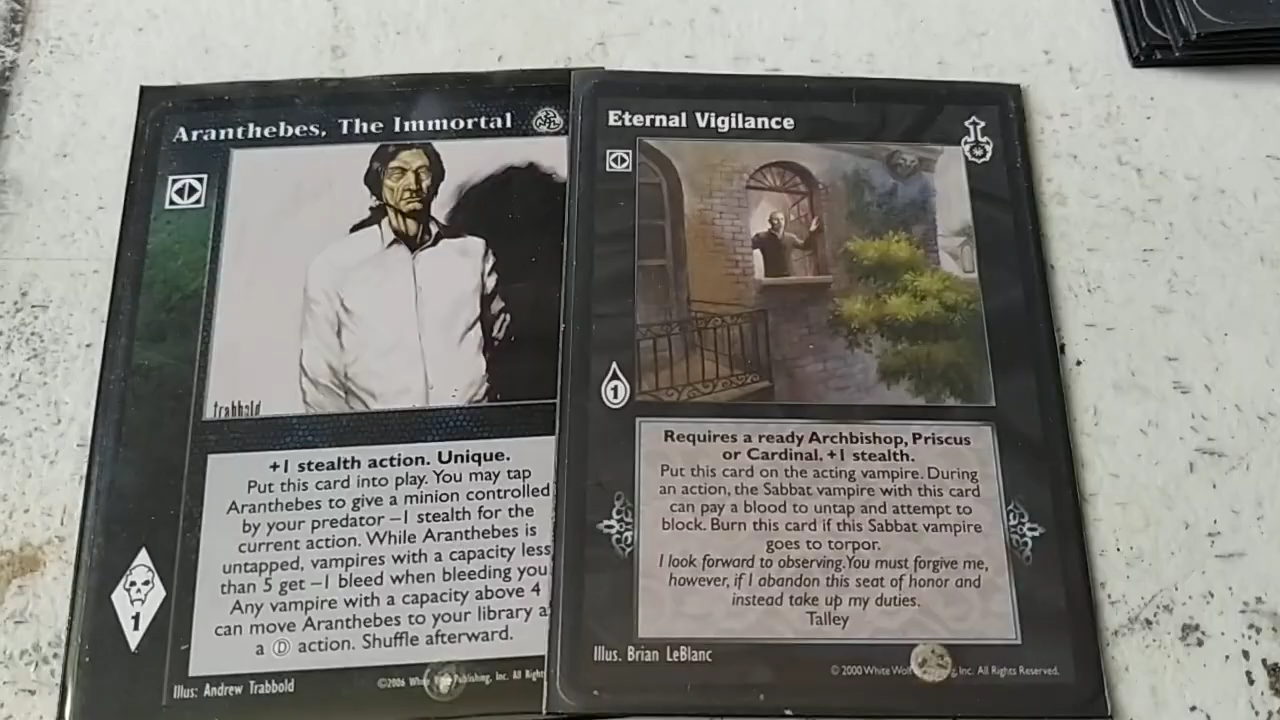 Aranthebes, The Immortal
trabbold
+1 stealth action. Unique.
Put this card into play. You may tap
Aranthebes to give a minion controlled
by your predator –1 stealth for the
current action. While Aranthebes is
untapped, vampires with a capacity less
than 5 get –1 bleed when bleeding you
Any vampire with a capacity above 4
can move Aranthebes to your library a
a Ⓓ action. Shuffle afterward.
1
Illus: Andrew Trabbold
©2006 White Publishing, Inc. All Right
Eternal Vigilance
1
Requires a ready Archbishop, Priscus
or Cardinal. +1 stealth.
Put this card on the acting vampire. During
an action, the Sabbat vampire with this card
can pay a blood to untap and attempt to
block. Burn this card if this Sabbat vampire
goes to torpor.
I look forward to observing.You must forgive me,
however, if I abandon this seat of honor and
instead take up my duties.
Talley
Illus. Brian LeBlanc
© 2000 White Wolf Inc. All Rights Reserved.